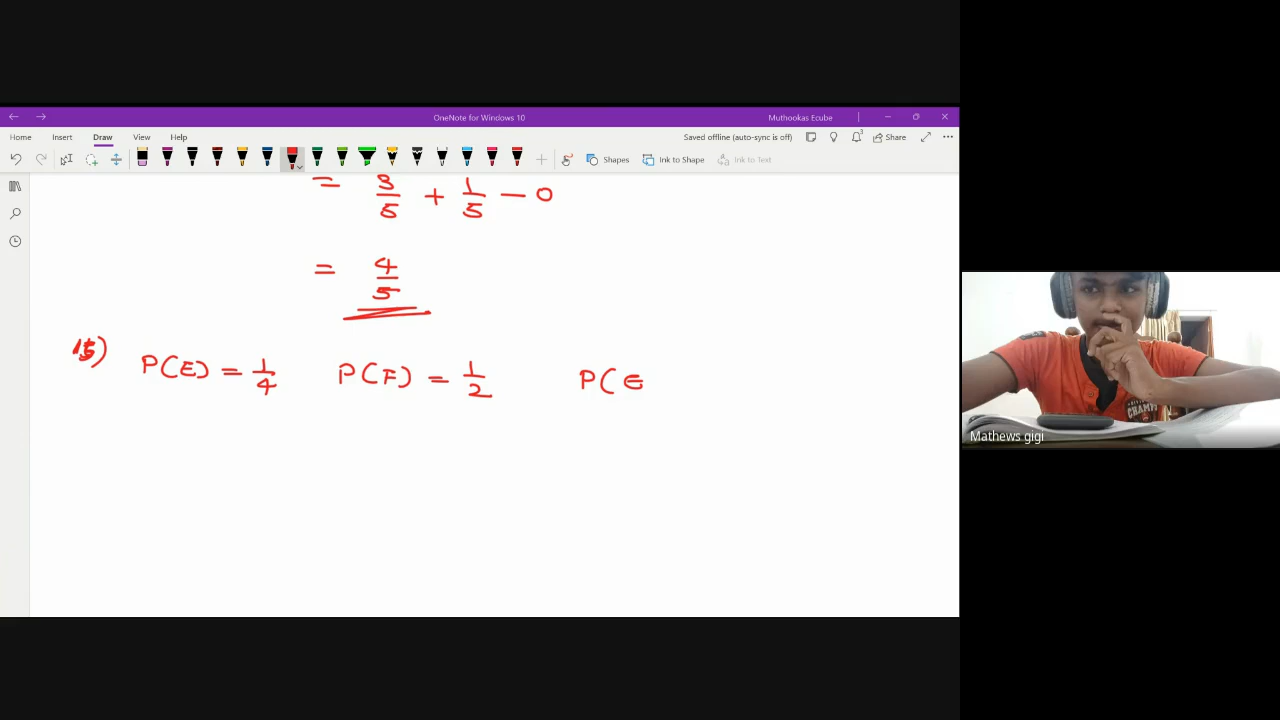 OneNote for Windows 10
Muthookas Ecube
Home Insert Draw View Help
Saved offline (auto-sync is off)
3 Share
Shapes Ink to Shape Ink to Text
= 3/5 + 1/5 - 0
= 4/5
15) P(E) = 1/4 P(F) = 1/2 P(E
CHAMP
Mathews gigi